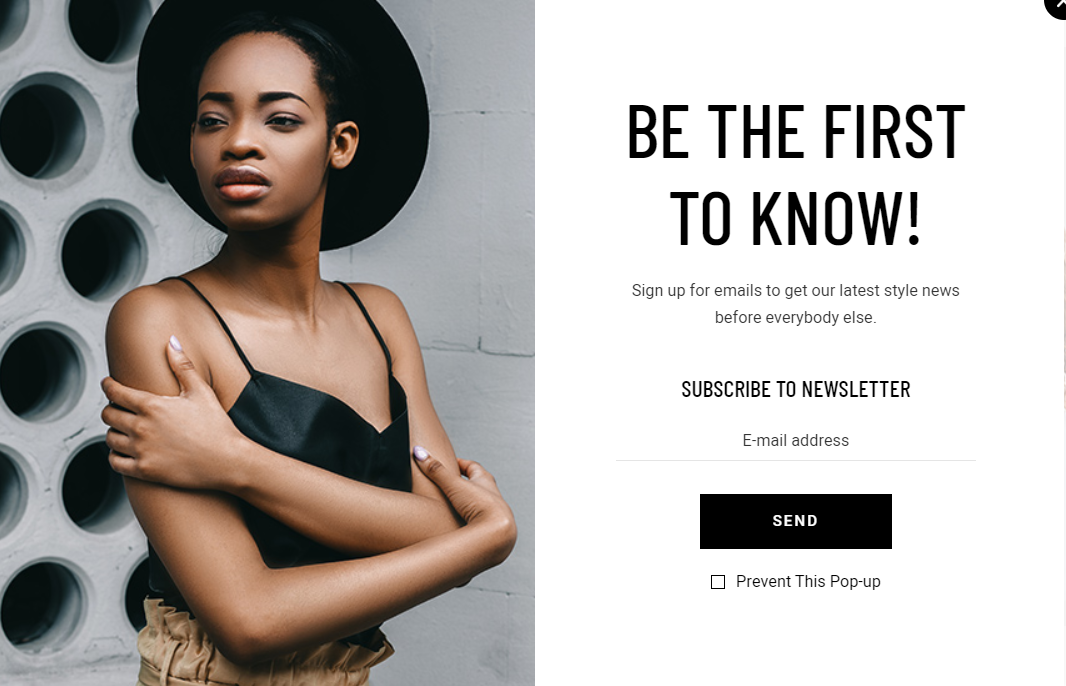 BE THE FIRST
TO KNOW!
Sign up for emails to get our latest style news
before everybody else.
SUBSCRIBE TO NEWSLETTER
E-mail address
SEND
Prevent This Pop-up